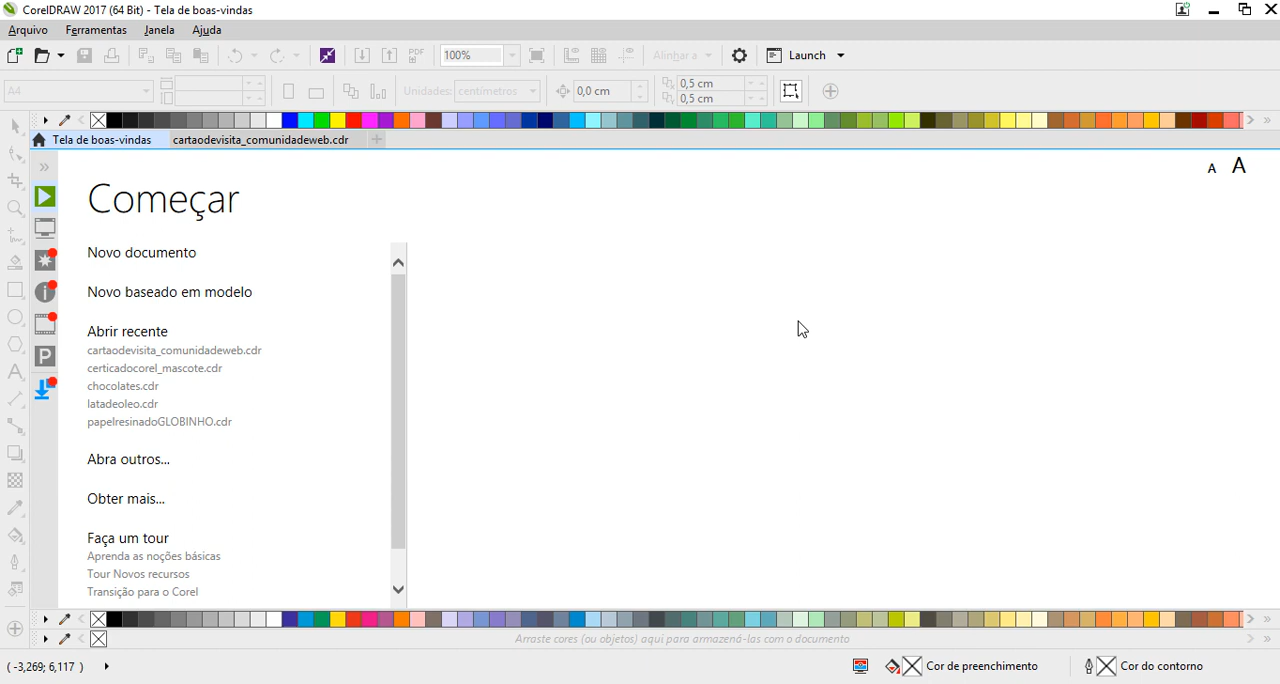 CorelDRAW 2017 (64 Bit) - Tela de boas-vindas
Arquivo Ferramentas Janela Ajuda
PDF 100% Alinhar a Launch
A4 Unidades: centímetros 0,0 cm 0,5 cm
0,5 cm
Tela de boas-vindas cartaodevisita_comunidadeweb.cdr
A A
Começar
Novo documento
Novo baseado em modelo
Abrir recente
cartaodevisita_comunidadeweb.cdr
certicadocorel_mascote.cdr
chocolates.cdr
latadeoleo.cdr
papelresinadoGLOBINHO.cdr
Abra outros...
Obter mais...
Faça um tour
Aprenda as noções básicas
Tour Novos recursos
Transição para o Corel
Arraste cores (ou objetos) aqui para armazená-las com o documento
( -3,269; 6,117 ) Cor de preenchimento Cor do contorno